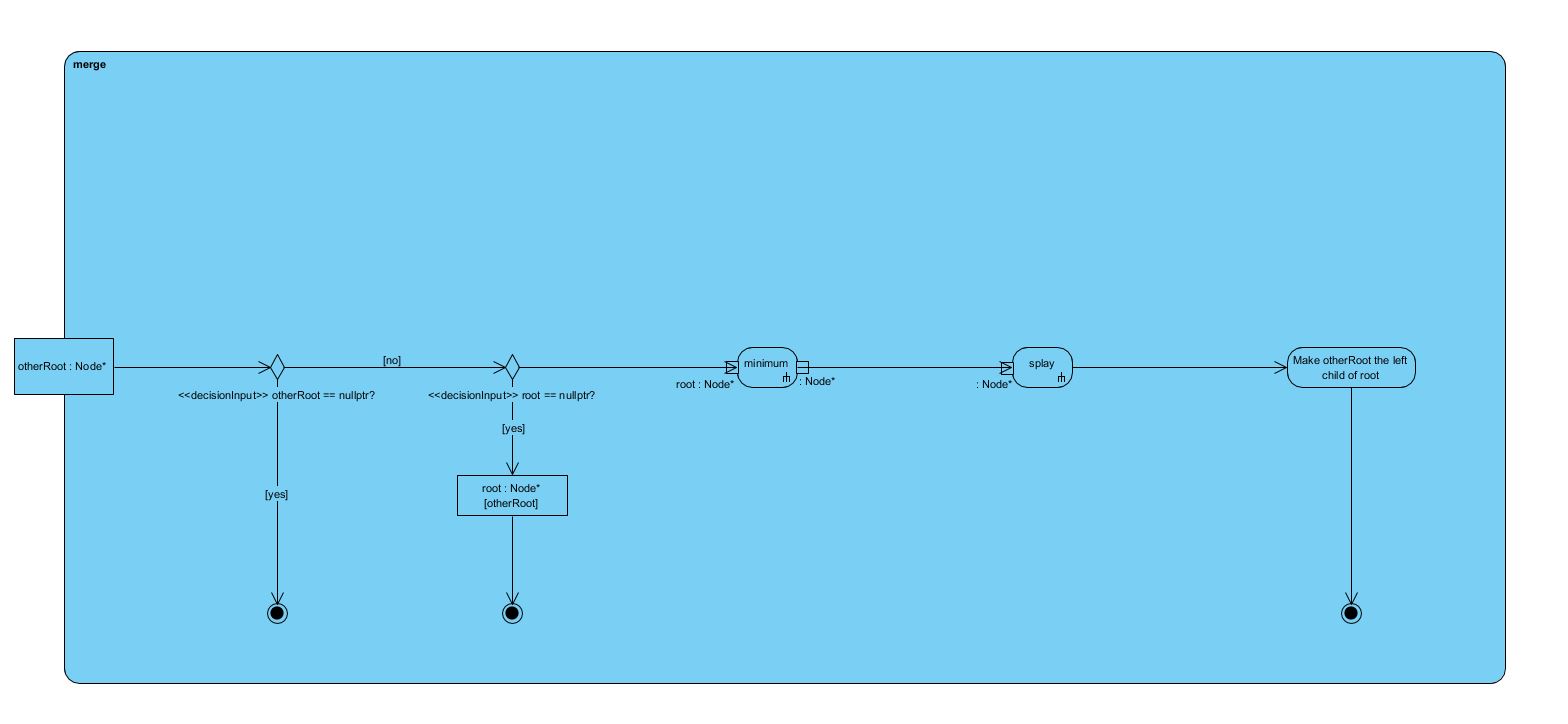 merge
otherRoot : Node*
<<decisionInput>> otherRoot == nullptr?
[yes]
[no]
<<decisionInput>> root == nullptr?
[yes]
root : Node*
[otherRoot]
root : Node*
minimum
: Node*
: Node*
splay
Make otherRoot the left
child of root